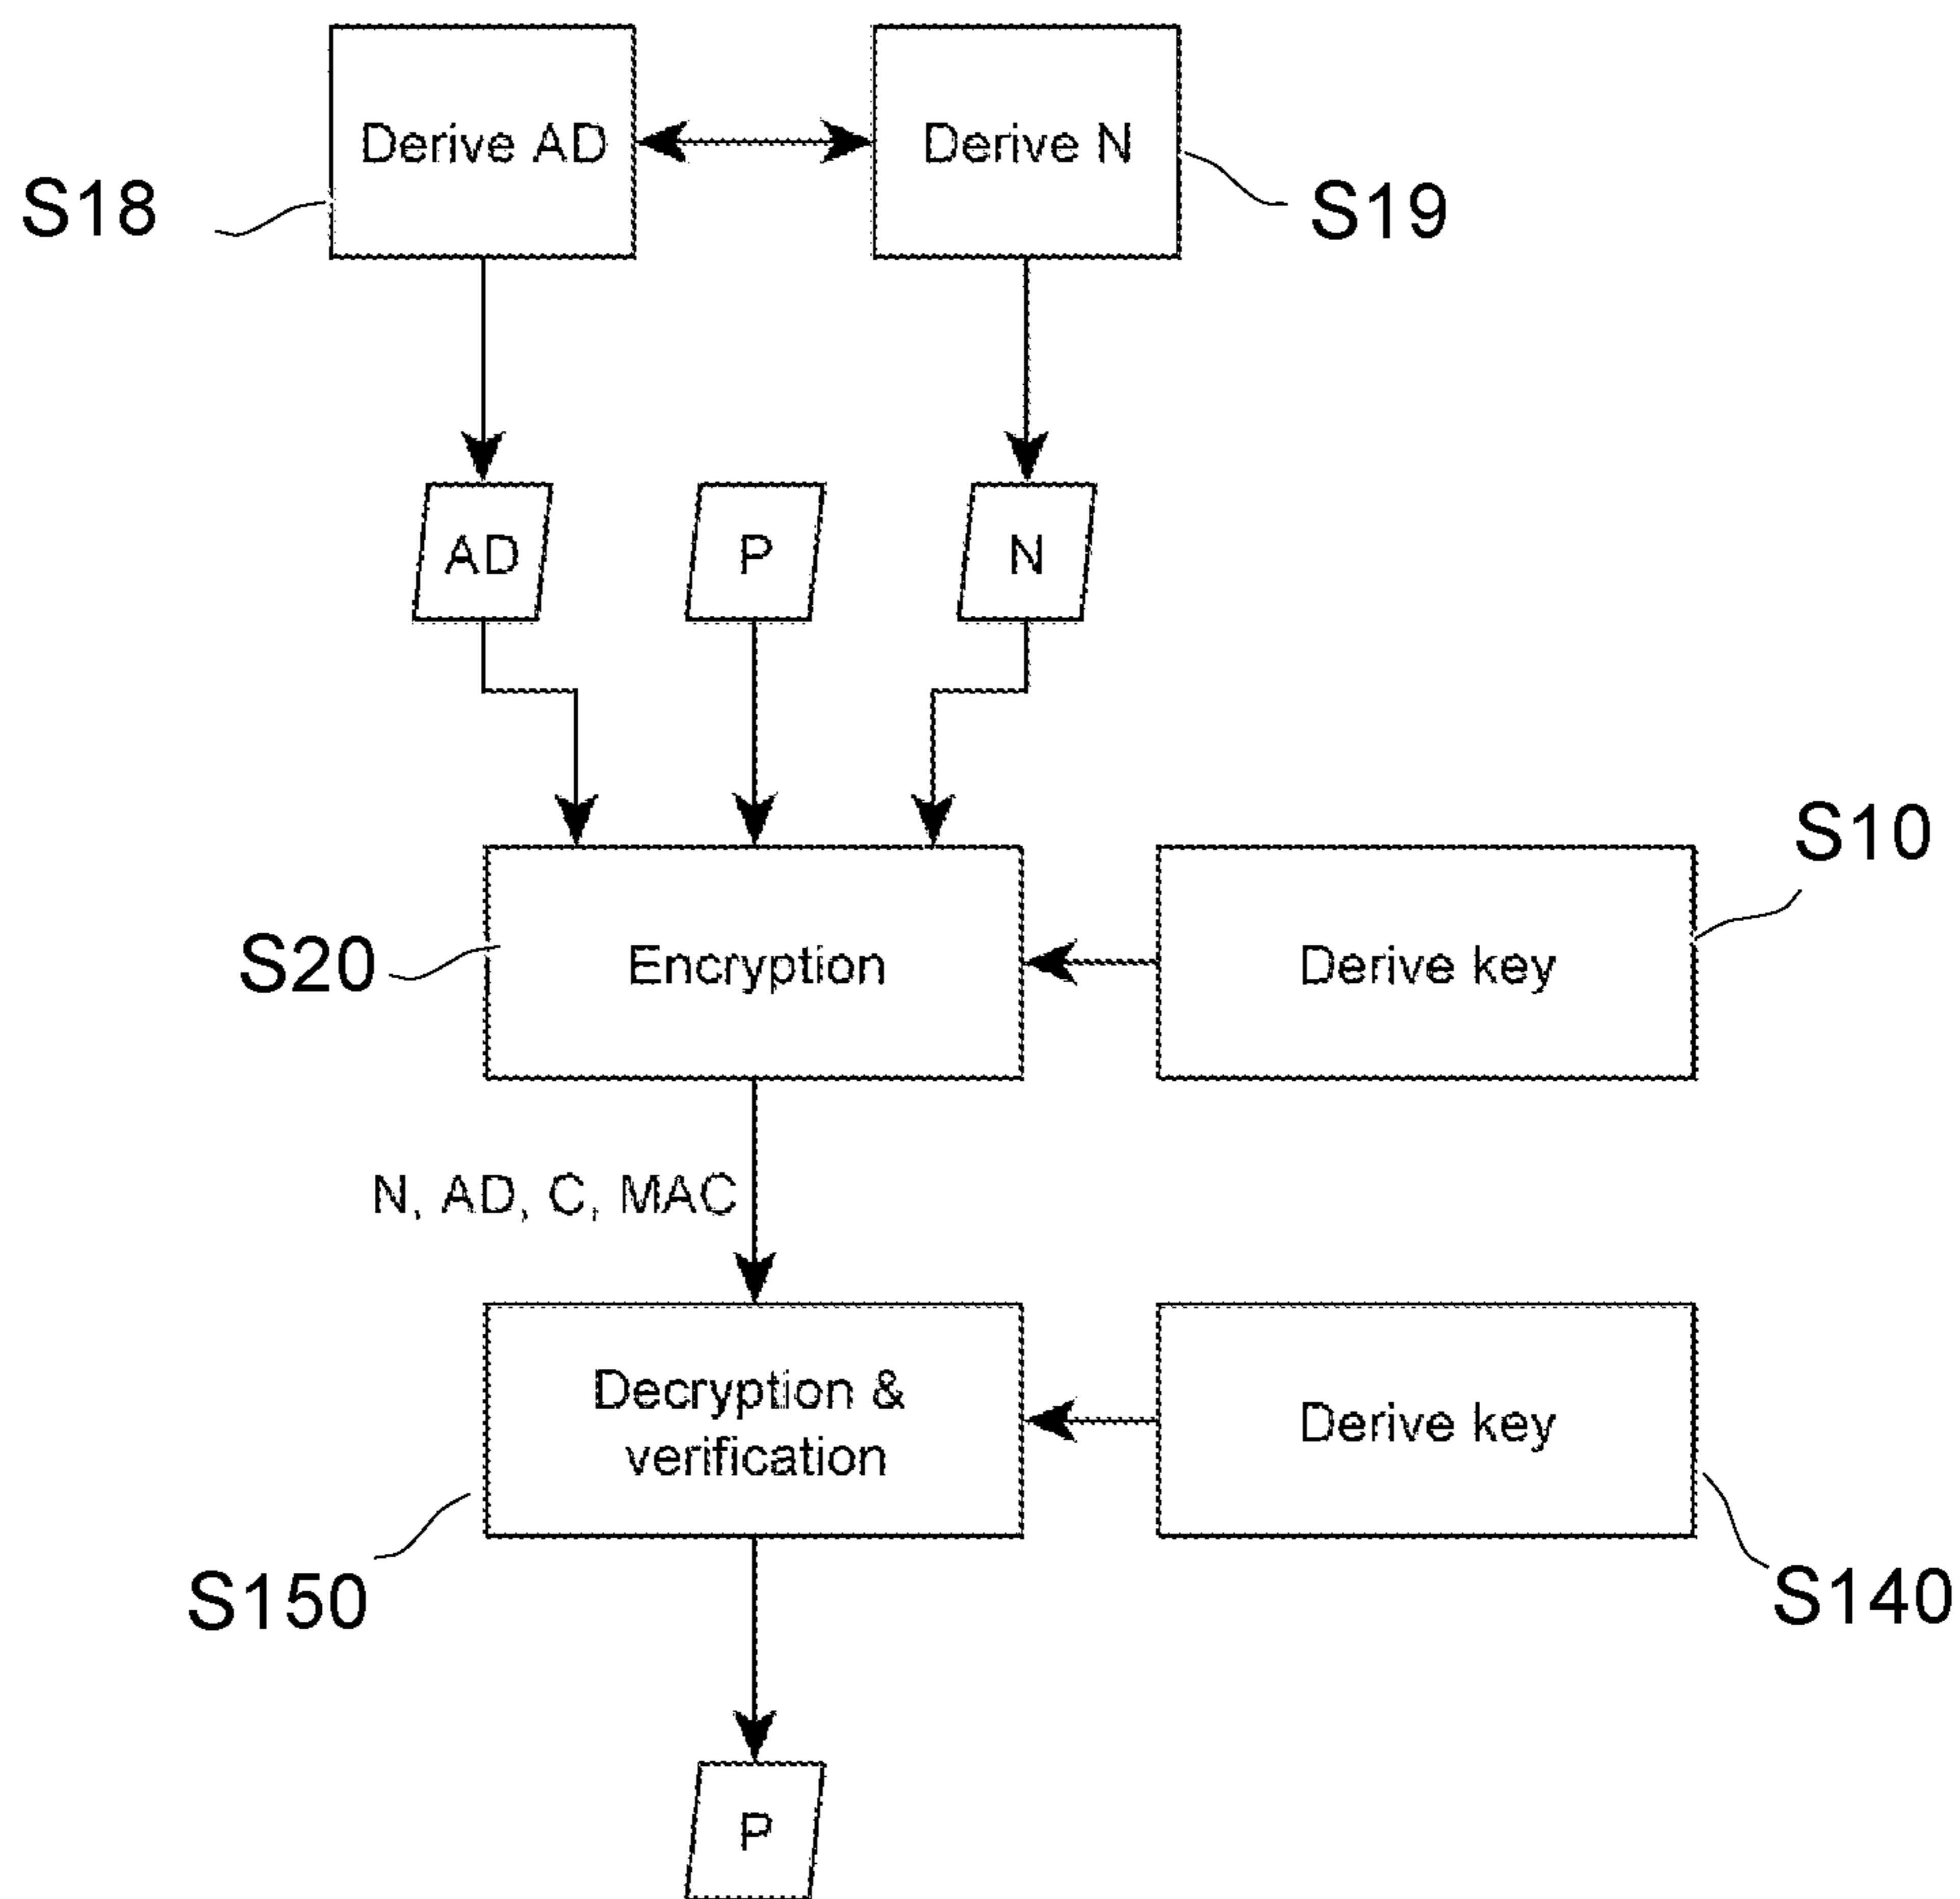 Derive AD
Derive N
S18
S19
AD
P
N
S10
S20
Encryption
Derive key
N, AD, C, MAC
Decryption &
verification
Derive key
S150
S140
P